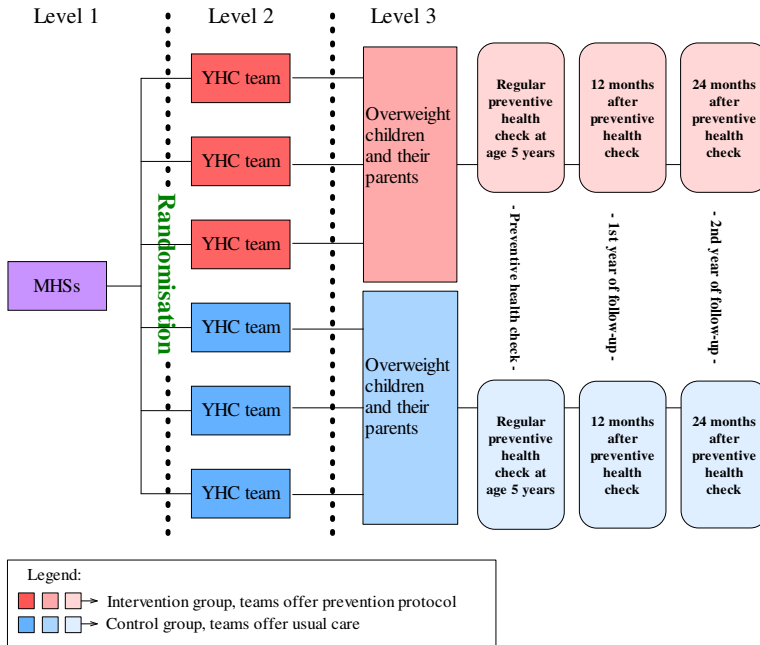 Level 1
Level 2
Level 3
MHSs
Randomisation
YHC team
YHC team
YHC team
YHC team
YHC team
YHC team
Overweight
children
and their
parents
Overweight
children
and their
parents
Regular
preventive
health
check at
age 5 years
12 months
after
preventive
health
check
24 months
after
preventive
health
check
- Preventive health check -
- 1st year of follow-up -
- 2nd year of follow-up -
Regular
preventive
health
check at
age 5 years
12 months
after
preventive
health
check
24 months
after
preventive
health
check
Legend:
Intervention group, teams offer prevention protocol
Control group, teams offer usual care